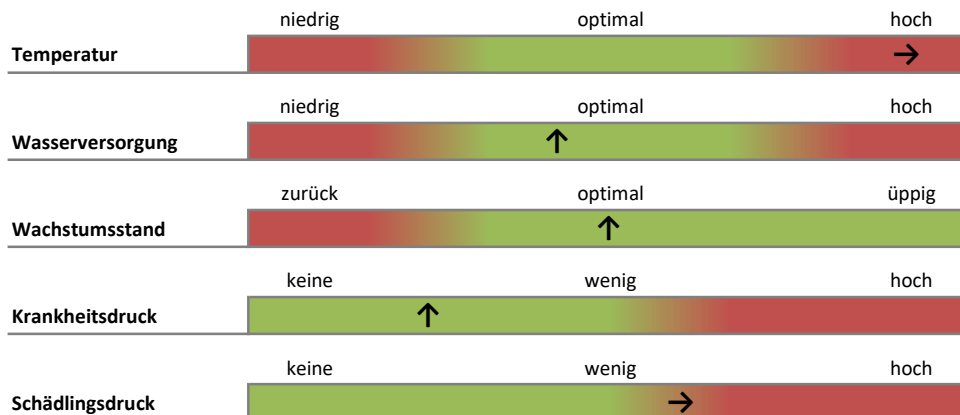 niedrig optimal hoch
Temperatur
niedrig optimal hoch
Wasserversorgung
zurück optimal üppig
Wachstumsstand
keine wenig hoch
Krankheitsdruck
keine wenig hoch
Schädlingsdruck